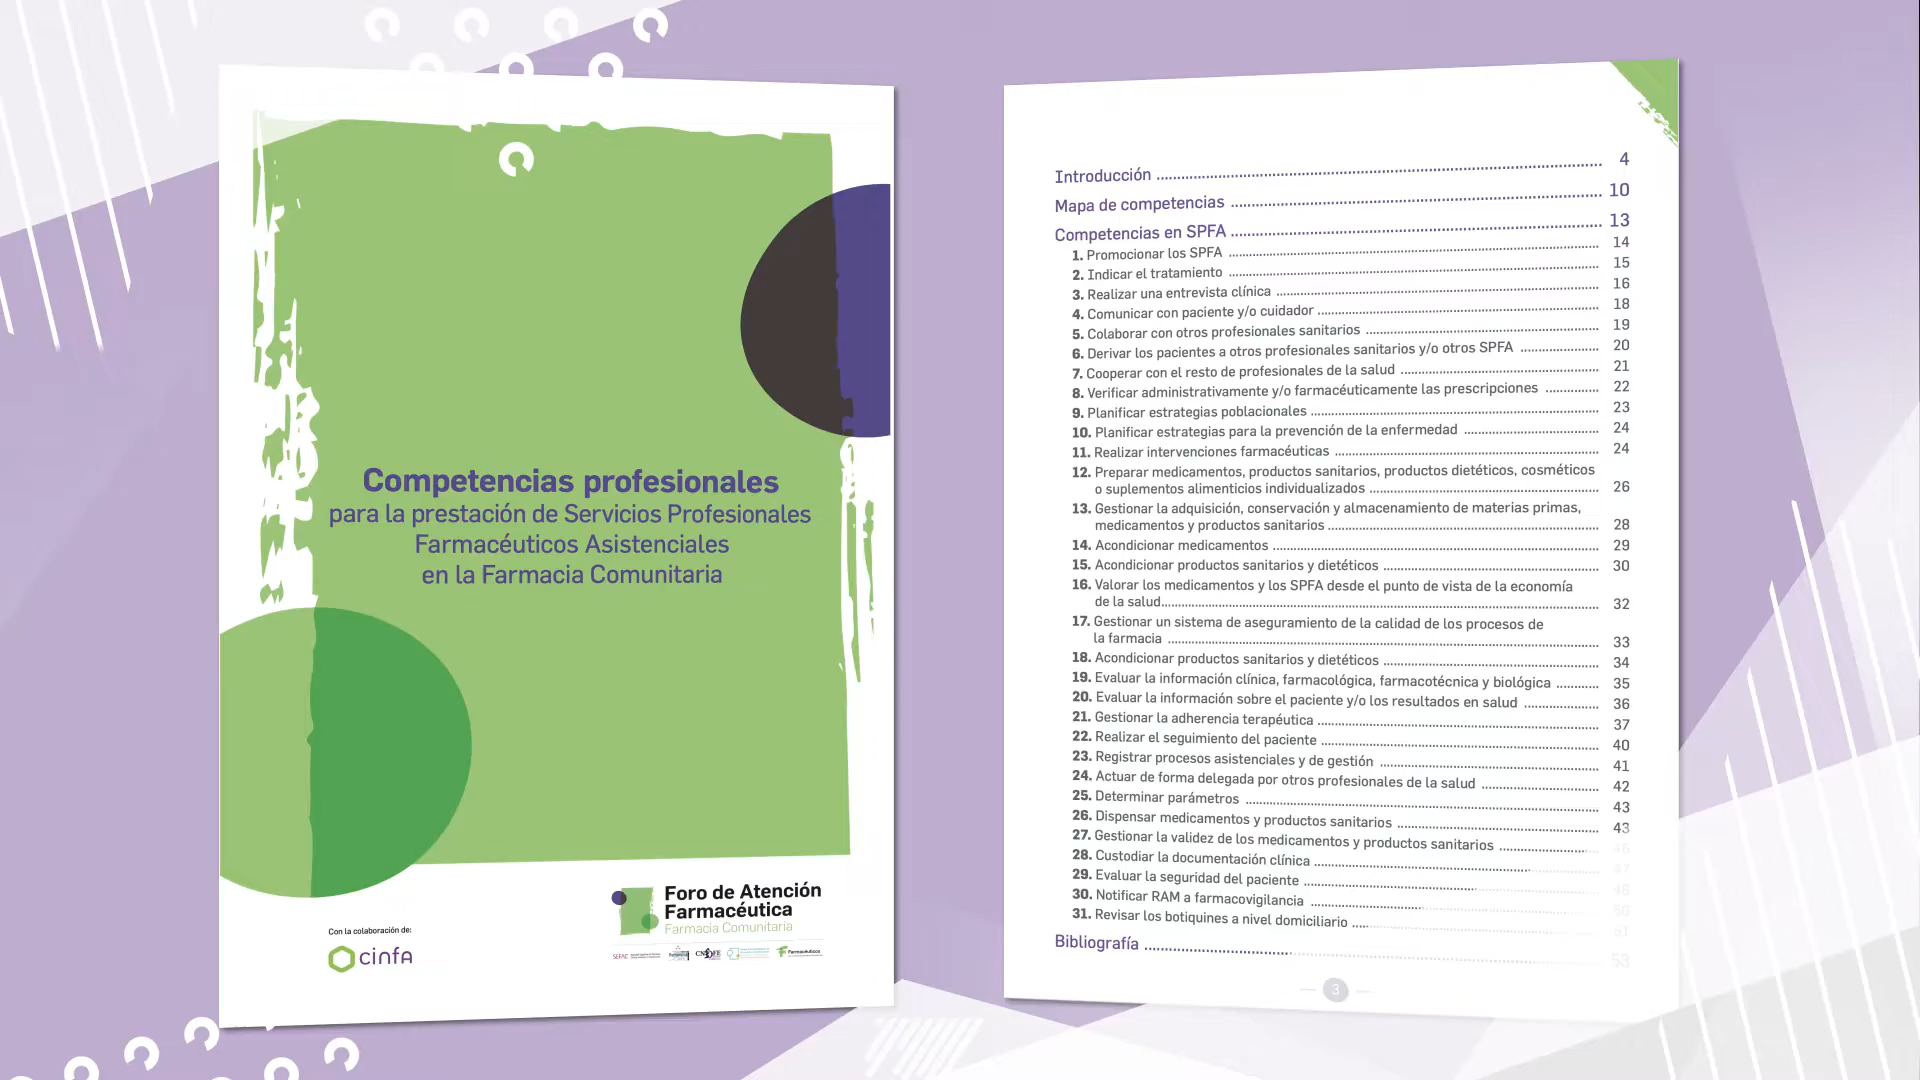 Competencias profesionales
para la prestación de Servicios Profesionales
Farmacéuticos Asistenciales
en la Farmacia Comunitaria
Con la colaboración de:
cinfa
Foro de Atención
Farmacéutica
Farmacia Comunitaria
SEFAC
Farmacéuticos
Introducción 4
Mapa de competencias 10
Competencias en SPFA 13
1. Promocionar los SPFA 14
2. Indicar el tratamiento 15
3. Realizar una entrevista clínica 16
4. Comunicar con paciente y/o cuidador 18
5. Colaborar con otros profesionales sanitarios 19
6. Derivar los pacientes a otros profesionales sanitarios y/o otros SPFA 20
7. Cooperar con el resto de profesionales de la salud 21
8. Verificar administrativamente y/o farmacéuticamente las prescripciones 22
9. Planificar estrategias poblacionales 23
10. Planificar estrategias para la prevención de la enfermedad 24
11. Realizar intervenciones farmacéuticas 24
12. Preparar medicamentos, productos sanitarios, productos dietéticos, cosméticos
o suplementos alimenticios individualizados 26
13. Gestionar la adquisición, conservación y almacenamiento de materias primas,
medicamentos y productos sanitarios 28
14. Acondicionar medicamentos 29
15. Acondicionar productos sanitarios y dietéticos 30
16. Valorar los medicamentos y los SPFA desde el punto de vista de la economía
de la salud 32
17. Gestionar un sistema de aseguramiento de la calidad de los procesos de
la farmacia 33
18. Acondicionar productos sanitarios y dietéticos 34
19. Evaluar la información clínica, farmacológica, farmacotécnica y biológica 35
20. Evaluar la información sobre el paciente y/o los resultados en salud 36
21. Gestionar la adherencia terapéutica 37
22. Realizar el seguimiento del paciente 40
23. Registrar procesos asistenciales y de gestión 41
24. Actuar de forma delegada por otros profesionales de la salud 42
25. Determinar parámetros 43
26. Dispensar medicamentos y productos sanitarios 43
27. Gestionar la validez de los medicamentos y productos sanitarios 46
28. Custodiar la documentación clínica 47
29. Evaluar la seguridad del paciente 48
30. Notificar RAM a farmacovigilancia 50
31. Revisar los botiquines a nivel domiciliario 51
Bibliografía 53
3